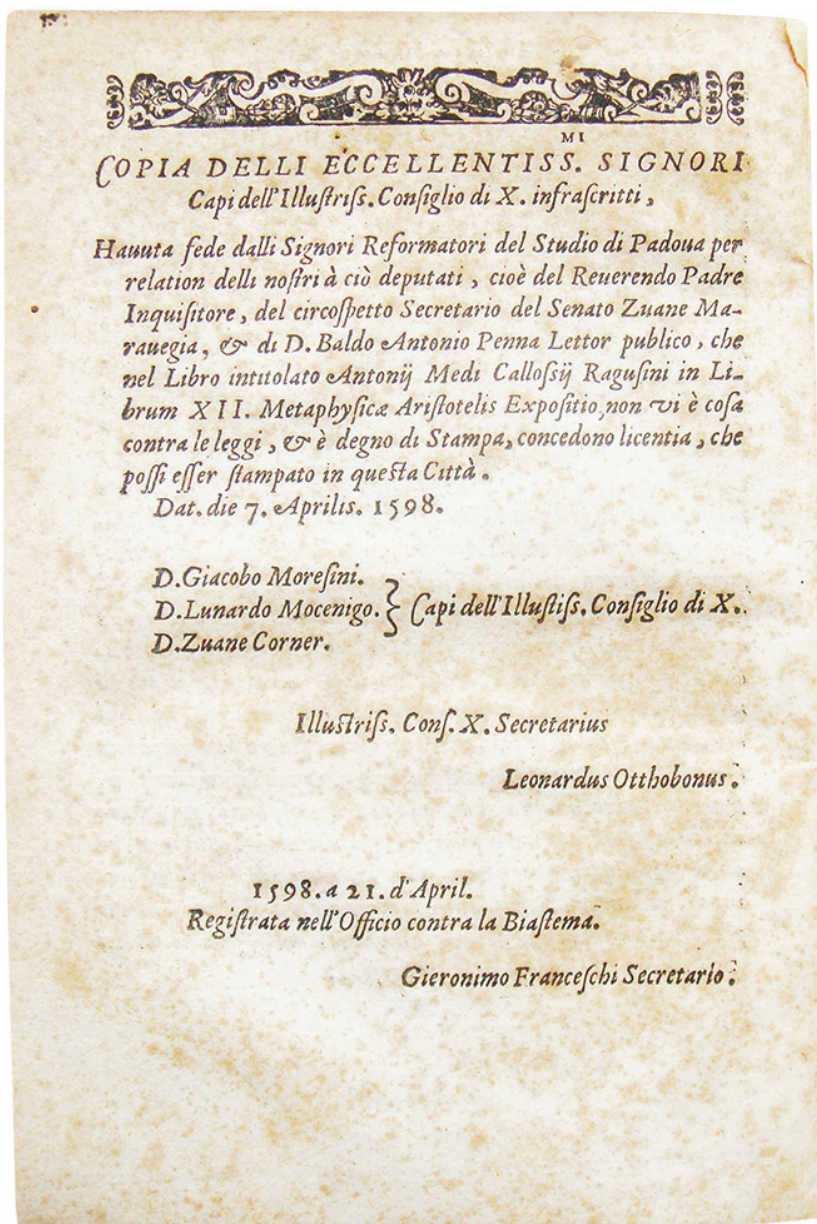 COPIA DELLI ECCELLENTISS.MI SIGNORI
Capi dell'Illuſtriſs. Conſiglio di X. infraſcritti,
Hauuta fede dalli Signori Reformatori del Studio di Padoua per
relation delli noſtri à ciò deputati, cioè del Reuerendo Padre
Inquiſitore, del circoſpetto Secretario del Senato Zuane Ma-
rauegia, & di D. Baldo Antonio Penna Lettor publico, che
nel Libro intitolato Antonij Medi Calloſsij Raguſini in Li-
brum XII. Metaphyſicæ Ariſtotelis Expoſitio, non vi è coſa
contra le leggi, & è degno di Stampa, concedono licentia, che
poſſi eſſer ſtampato in queſta Città.
Dat. die 7. Aprilis. 1598.
D. Giacobo Moreſini.
D. Lunardo Mocenigo. } Capi dell'Illuſtiſs. Conſiglio di X.
D. Zuane Corner.
Illuſtriſs. Conſ. X. Secretarius
Leonardus Otthobonus.
1598. a 21. d'April.
Regiſtrata nell'Officio contra la Biaſtema.
Gieronimo Franceſchi Secretario.